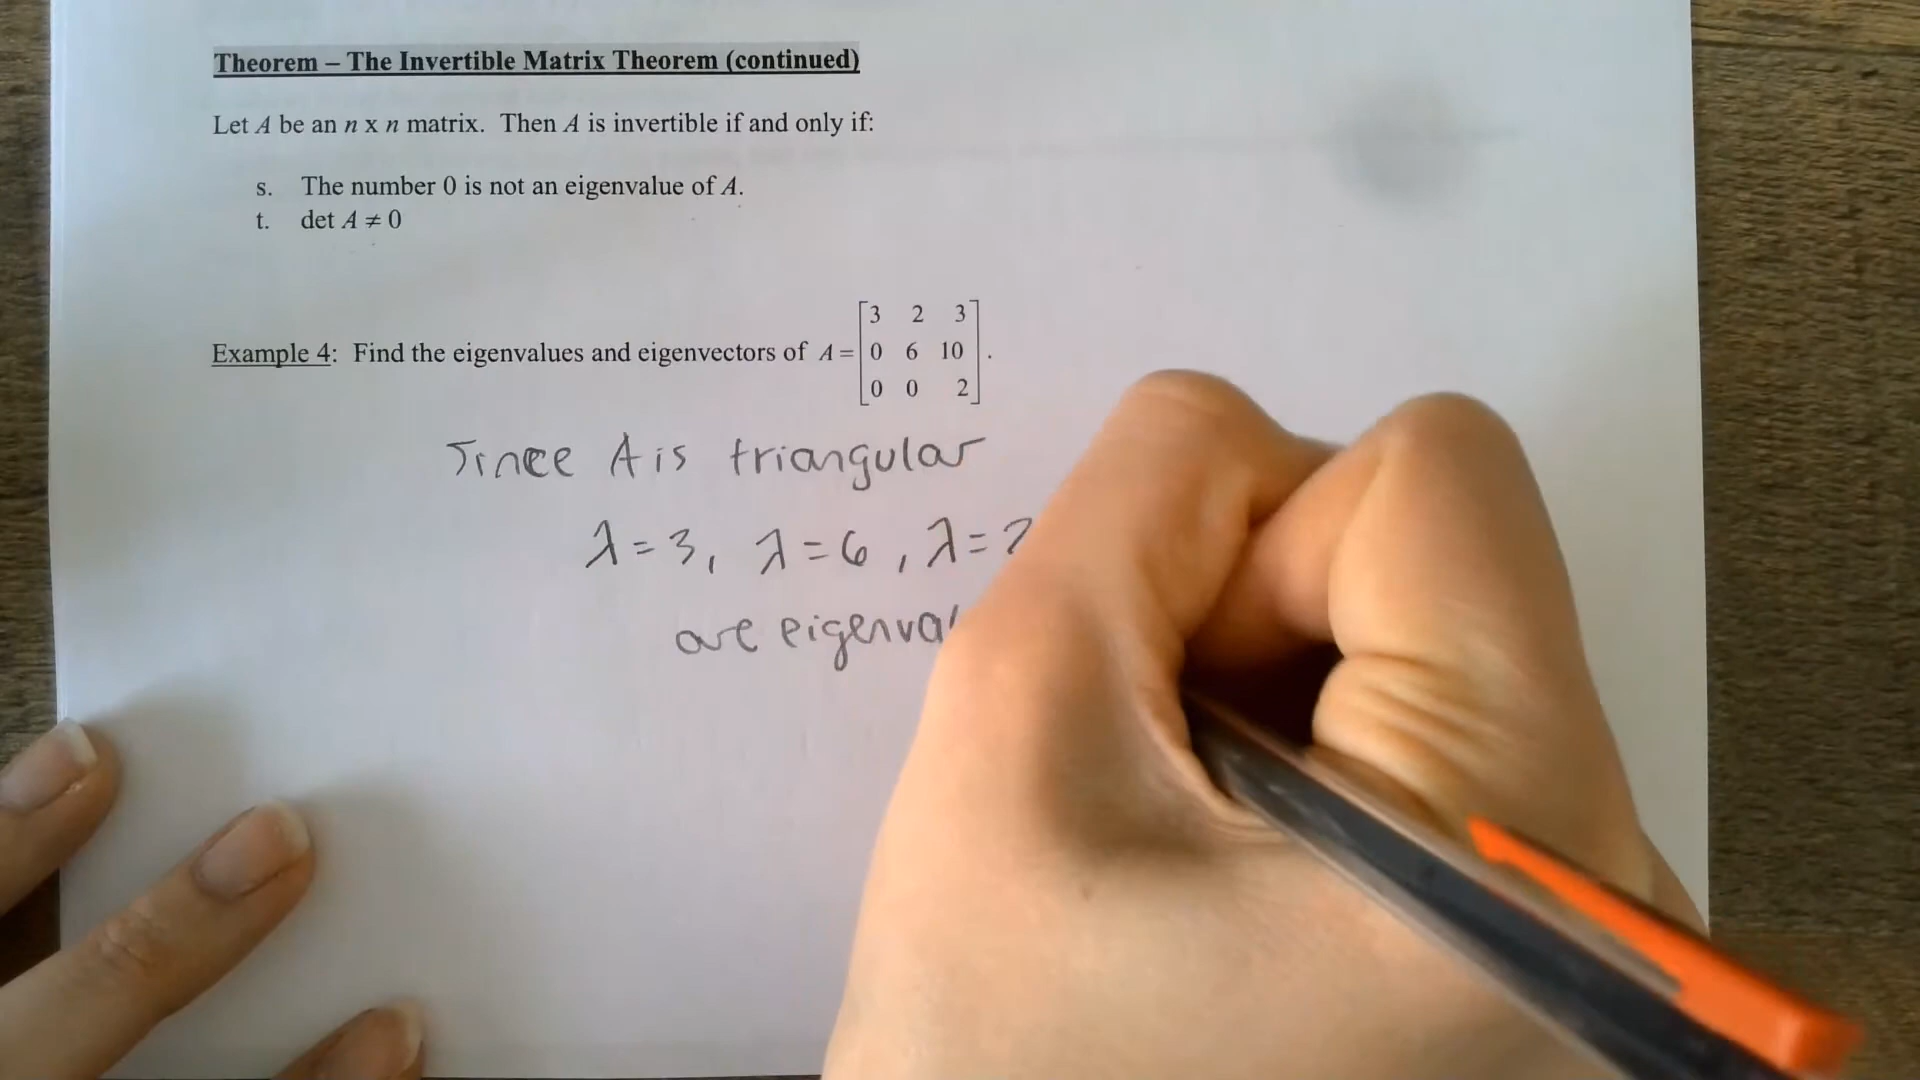 Theorem – The Invertible Matrix Theorem (continued)
Let A be an n x n matrix. Then A is invertible if and only if:
s. The number 0 is not an eigenvalue of A.
t. det A ≠ 0
Example 4: Find the eigenvalues and eigenvectors of A = [3 2 3
0 6 10
0 0 2].
Since A is triangular
λ = 3, λ = 6, λ = 2
are eigenval